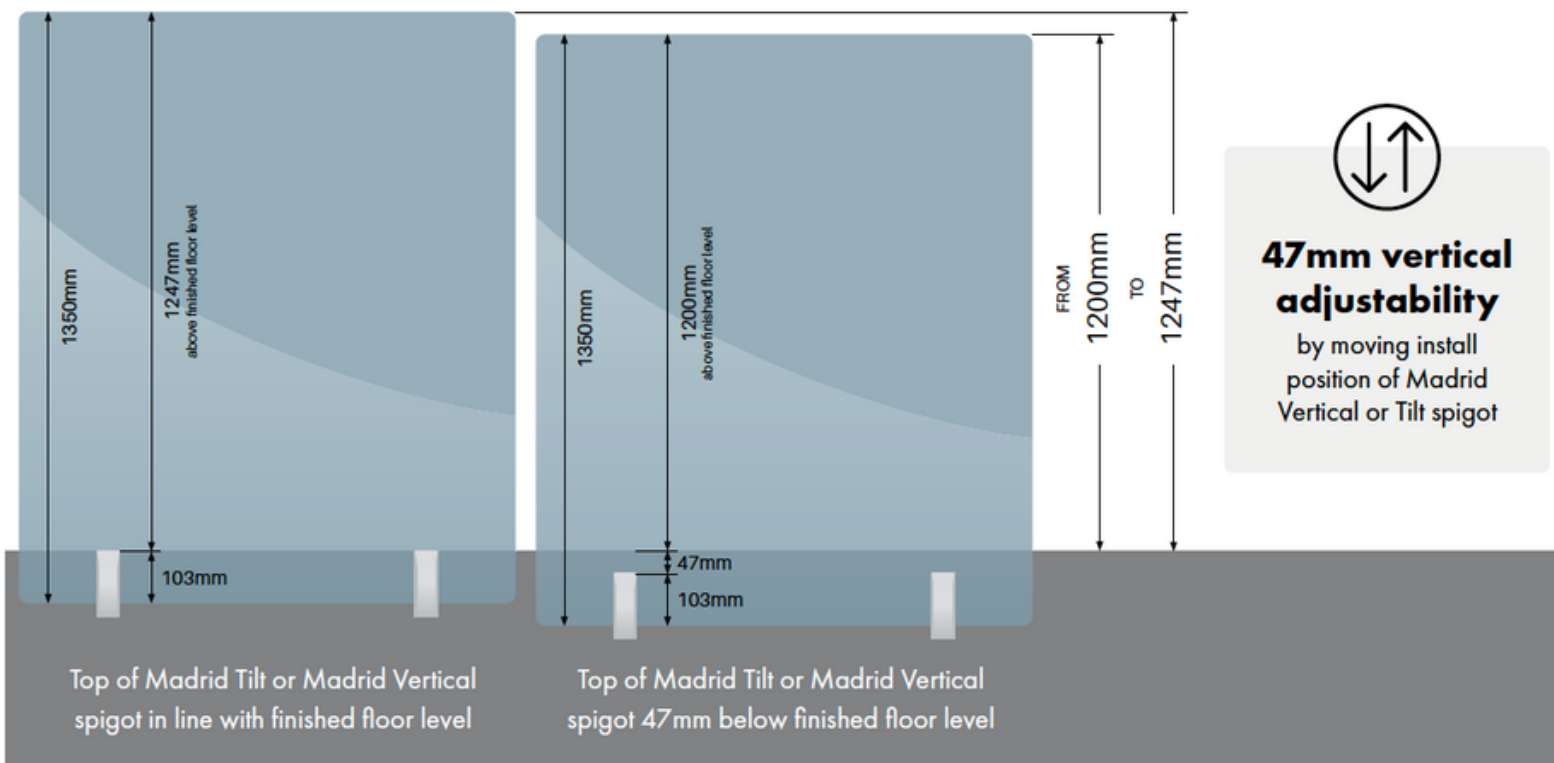 1350mm
1247mm
above finished floor level
103mm
1350mm
1200mm
above finished floor level
47mm
103mm
FROM
1200mm
TO
1247mm
47mm vertical
adjustability
by moving install
position of Madrid
Vertical or Tilt spigot
Top of Madrid Tilt or Madrid Vertical
spigot in line with finished floor level
Top of Madrid Tilt or Madrid Vertical
spigot 47mm below finished floor level